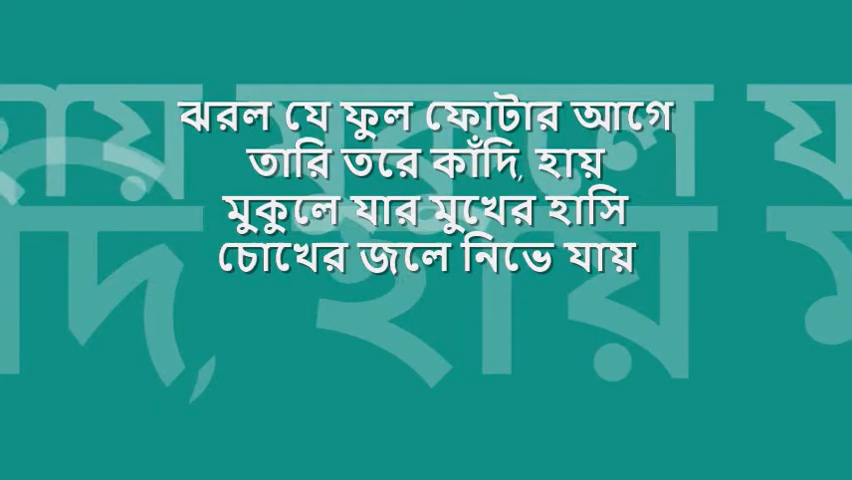 ঝরল যে ফুল ফোটার আগে
তারি তরে কাঁদি, হায়
মুকুলে যার মুখের হাসি
চোখের জলে নিভে যায়